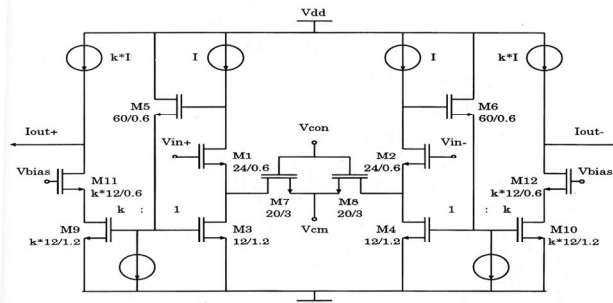 Vdd
k*I
I
I
k*I
M5
60/0.6
M6
60/0.6
Iout+
Vin+
Vcon
Vin-
Iout-
M1
24/0.6
M2
24/0.6
Vbias
M11
k*12/0.6
M7
20/3
M8
20/3
M12
k*12/0.6
Vbias
k : 1
1 : k
M9
k*12/1.2
M3
12/1.2
Vcm
M4
12/1.2
M10
k*12/1.2